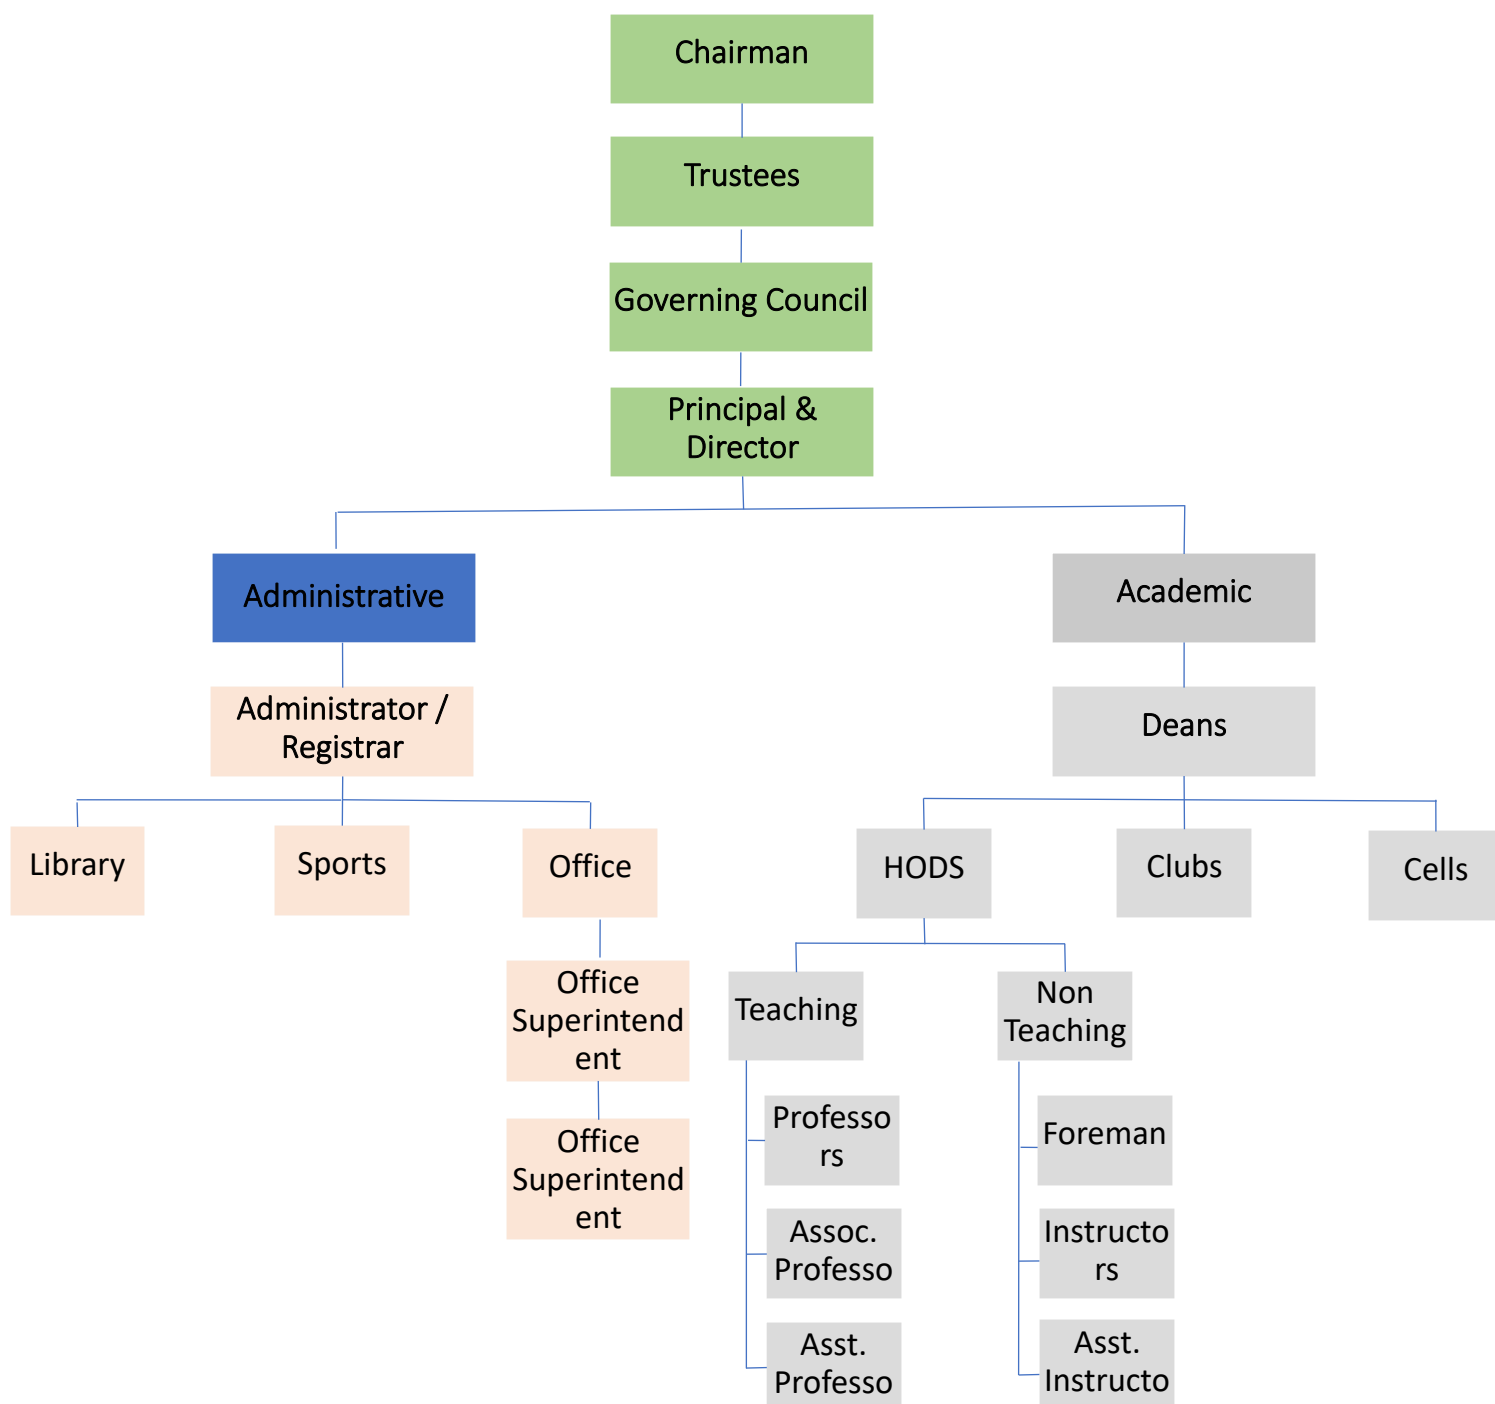 Chairman
Trustees
Governing Council
Principal &
Director
Administrative
Academic
Administrator /
Registrar
Deans
Library
Sports
Office
HODS
Clubs
Cells
Office
Superintend
ent
Teaching
Non
Teaching
Professo
rs
Foreman
Office
Superintend
ent
Assoc.
Professo
Instructo
rs
Asst.
Professo
Asst.
Instructo